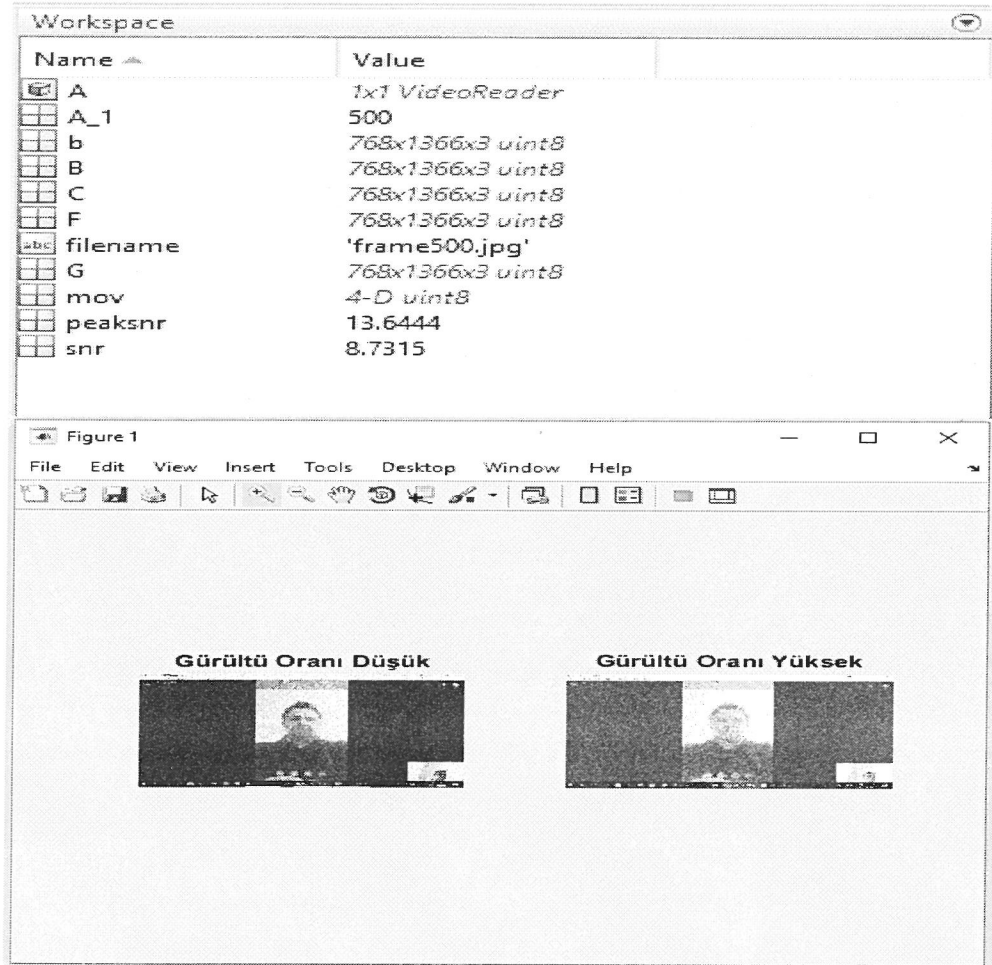 Workspace
Name Value
A 1x1 VideoReader
A_1 500
b 768x1366x3 uint8
B 768x1366x3 uint8
C 768x1366x3 uint8
F 768x1366x3 uint8
abc filename 'frame500.jpg'
G 768x1366x3 uint8
mov 4-D uint8
peaksnr 13.6444
snr 8.7315
Figure 1
File Edit View Insert Tools Desktop Window Help
Gürültü Oranı Düşük Gürültü Oranı Yüksek